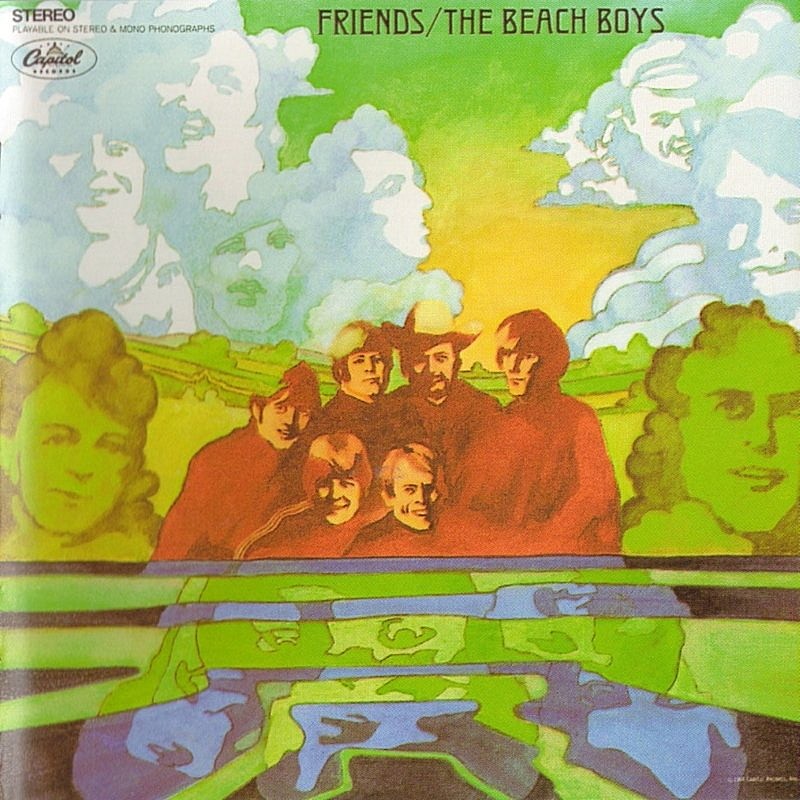 STEREO
PLAYABLE ON STEREO & MONO PHONOGRAPHS
FRIENDS/THE BEACH BOYS
Capitol
RECORDS